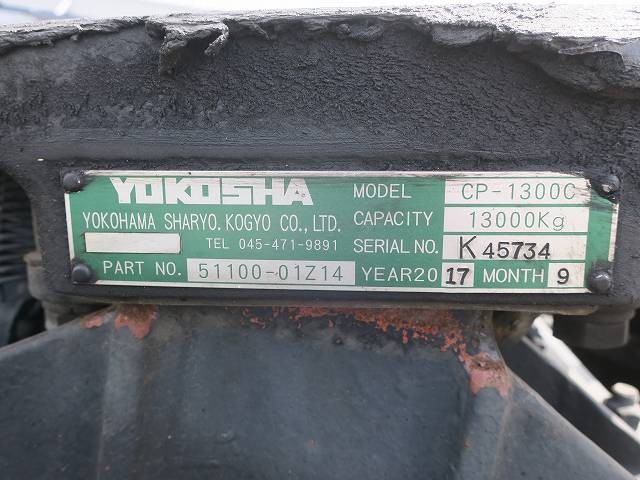 YOKOSHA MODEL CP-1300C
YOKOHAMA SHARYO. KOGYO CO., LTD. CAPACITY 13000Kg
TEL 045-471-9891 SERIAL NO. K 45734
PART NO. 51100-01Z14 YEAR20 17 MONTH 9